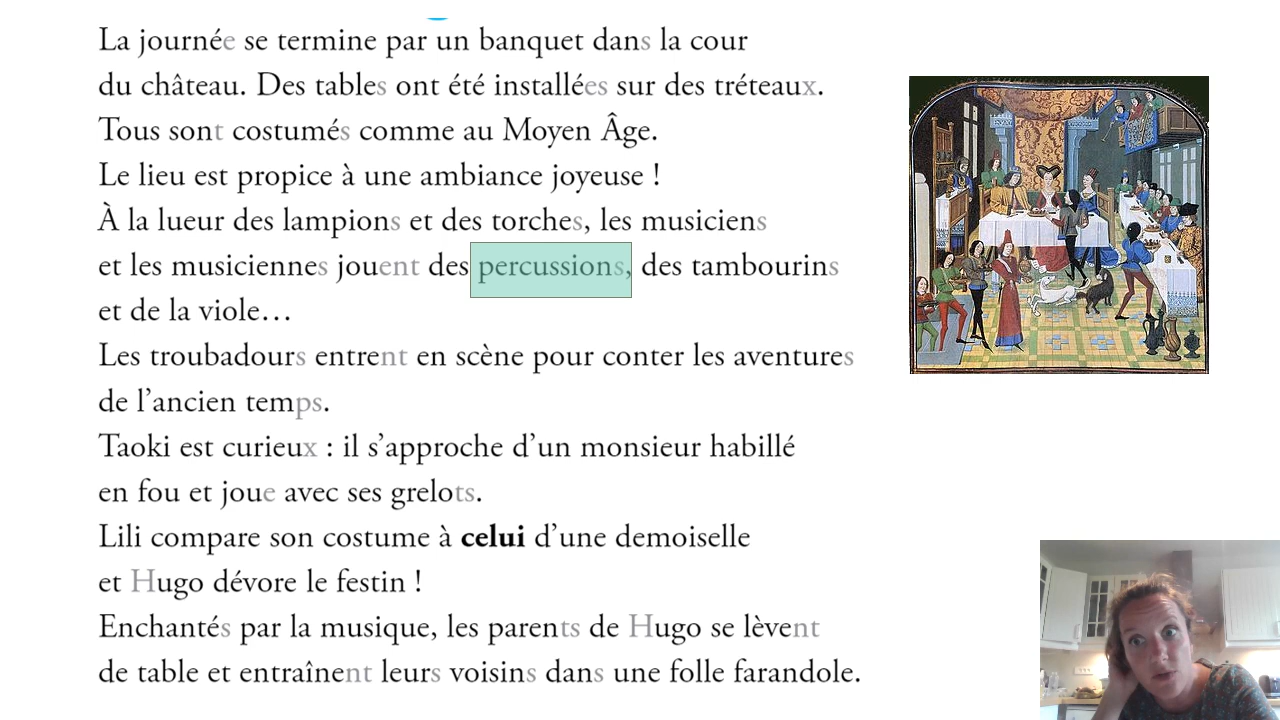 La journée se termine par un banquet dans la cour
du château. Des tables ont été installées sur des tréteaux.
Tous sont costumés comme au Moyen Âge.
Le lieu est propice à une ambiance joyeuse !
À la lueur des lampions et des torches, les musiciens
et les musiciennes jouent des percussions, des tambourins
et de la viole…
Les troubadours entrent en scène pour conter les aventures
de l’ancien temps.
Taoki est curieux : il s’approche d’un monsieur habillé
en fou et joue avec ses grelots.
Lili compare son costume à celui d’une demoiselle
et Hugo dévore le festin !
Enchantés par la musique, les parents de Hugo se lèvent
de table et entraînent leurs voisins dans une folle farandole.